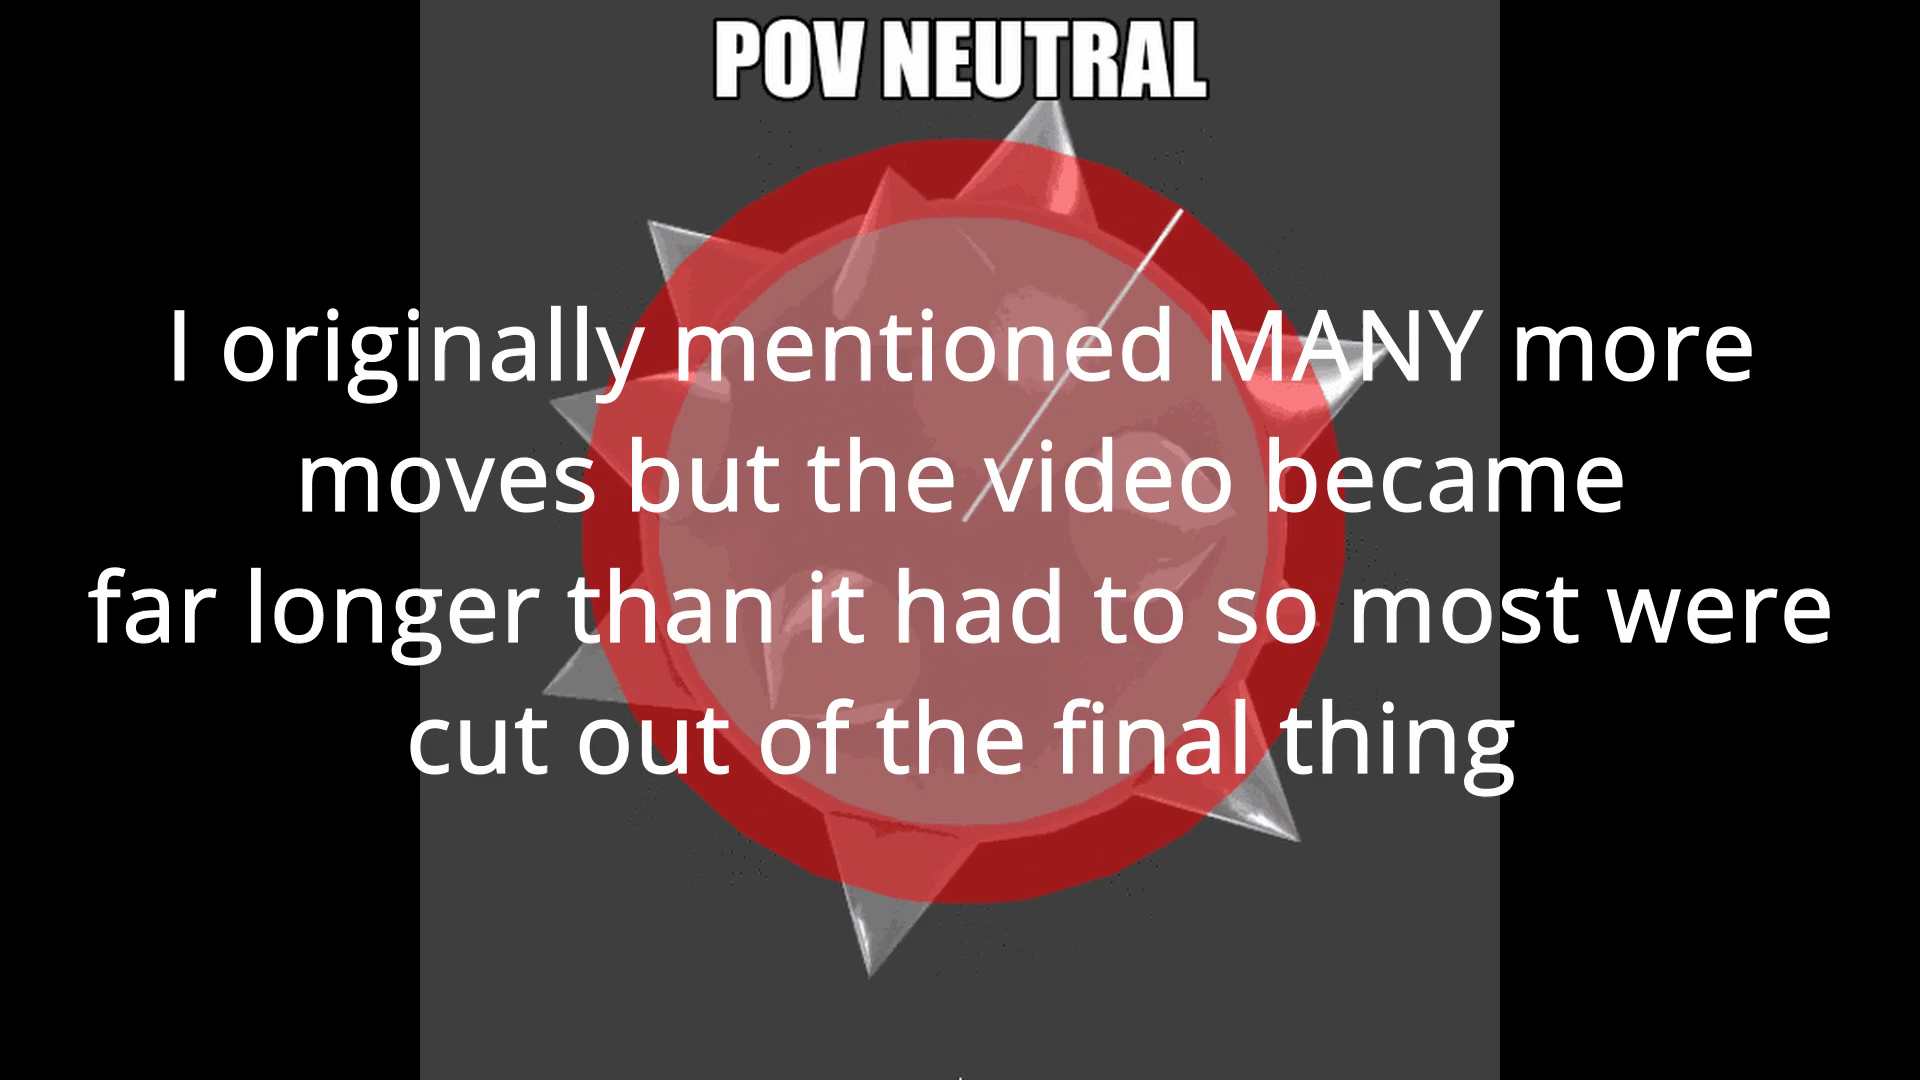 POV NEUTRAL
I originally mentioned MANY more
moves but the video became
far longer than it had to so most were
cut out of the final thing